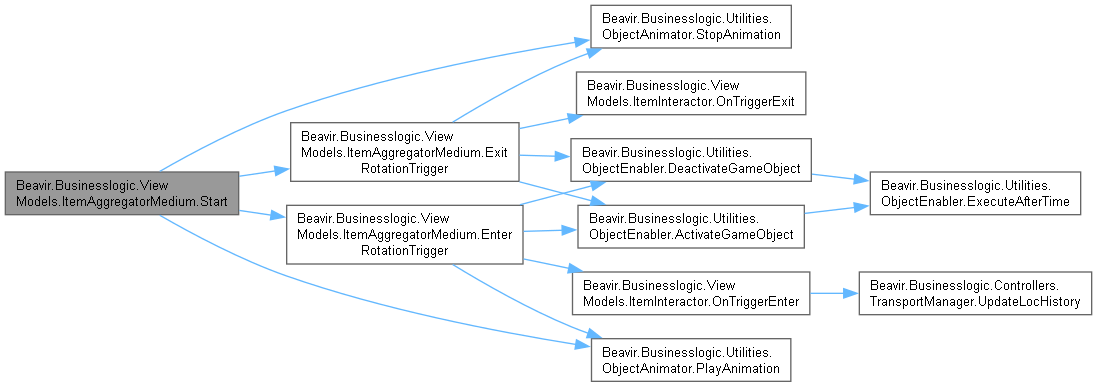 Beavir.Businesslogic.View
Models.ItemAggregatorMedium.Start
Beavir.Businesslogic.View
Models.ItemAggregatorMedium.Exit
RotationTrigger
Beavir.Businesslogic.View
Models.ItemAggregatorMedium.Enter
RotationTrigger
Beavir.Businesslogic.Utilities.
ObjectAnimator.StopAnimation
Beavir.Businesslogic.View
Models.ItemInteractor.OnTriggerExit
Beavir.Businesslogic.Utilities.
ObjectEnabler.DeactivateGameObject
Beavir.Businesslogic.Utilities.
ObjectEnabler.ActivateGameObject
Beavir.Businesslogic.View
Models.ItemInteractor.OnTriggerEnter
Beavir.Businesslogic.Utilities.
ObjectAnimator.PlayAnimation
Beavir.Businesslogic.Utilities.
ObjectEnabler.ExecuteAfterTime
Beavir.Businesslogic.Controllers.
TransportManager.UpdateLocHistory